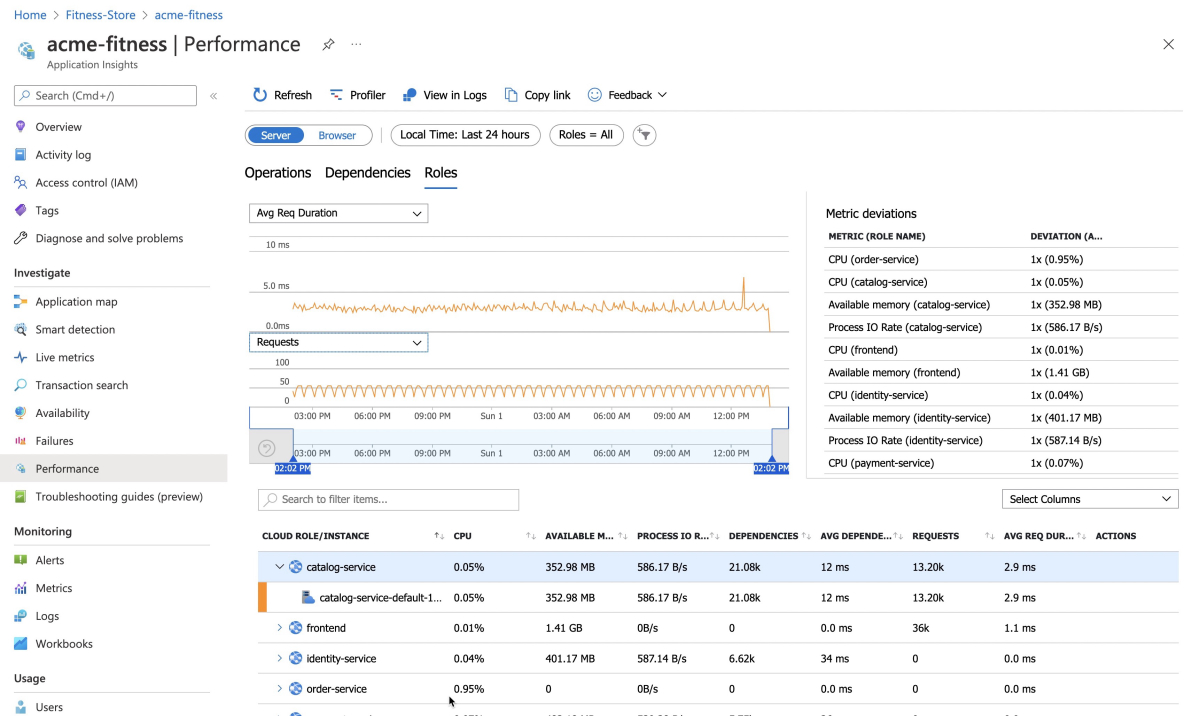 Home > Fitness-Store > acme-fitness
acme-fitness | Performance ...
Application Insights
Search (Cmd+/) «
Overview
Activity log
Access control (IAM)
Tags
Diagnose and solve problems
Investigate
Application map
Smart detection
Live metrics
Transaction search
Availability
Failures
Performance
Troubleshooting guides (preview)
Monitoring
Alerts
Metrics
Logs
Workbooks
Usage
Users
Refresh Profiler View in Logs Copy link Feedback
Server Browser | Local Time: Last 24 hours Roles = All
Operations Dependencies Roles
Avg Req Duration
10 ms
5.0 ms
0.0ms
Requests
100
50
0
03:00 PM 06:00 PM 09:00 PM Sun 1 03:00 AM 06:00 AM 09:00 AM 12:00 PM
03:00 PM 06:00 PM 09:00 PM Sun 1 03:00 AM 06:00 AM 09:00 AM 12:00 PM
02:02 PM 02:02 PM
Metric deviations
METRIC (ROLE NAME) DEVIATION (A...
CPU (order-service) 1x (0.95%)
CPU (catalog-service) 1x (0.05%)
Available memory (catalog-service) 1x (352.98 MB)
Process IO Rate (catalog-service) 1x (586.17 B/s)
CPU (frontend) 1x (0.01%)
Available memory (frontend) 1x (1.41 GB)
CPU (identity-service) 1x (0.04%)
Available memory (identity-service) 1x (401.17 MB)
Process IO Rate (identity-service) 1x (587.14 B/s)
CPU (payment-service) 1x (0.07%)
Search to filter items... Select Columns
CLOUD ROLE/INSTANCE CPU AVAILABLE M... PROCESS IO R... DEPENDENCIES AVG DEPENDE... REQUESTS AVG REQ DUR... ACTIONS
catalog-service 0.05% 352.98 MB 586.17 B/s 21.08k 12 ms 13.20k 2.9 ms
catalog-service-default-1... 0.05% 352.98 MB 586.17 B/s 21.08k 12 ms 13.20k 2.9 ms
frontend 0.01% 1.41 GB 0B/s 0 0.0 ms 36k 1.1 ms
identity-service 0.04% 401.17 MB 587.14 B/s 6.62k 34 ms 0 0.0 ms
order-service 0.95% 0 0B/s 0 0.0 ms 0 0.0 ms